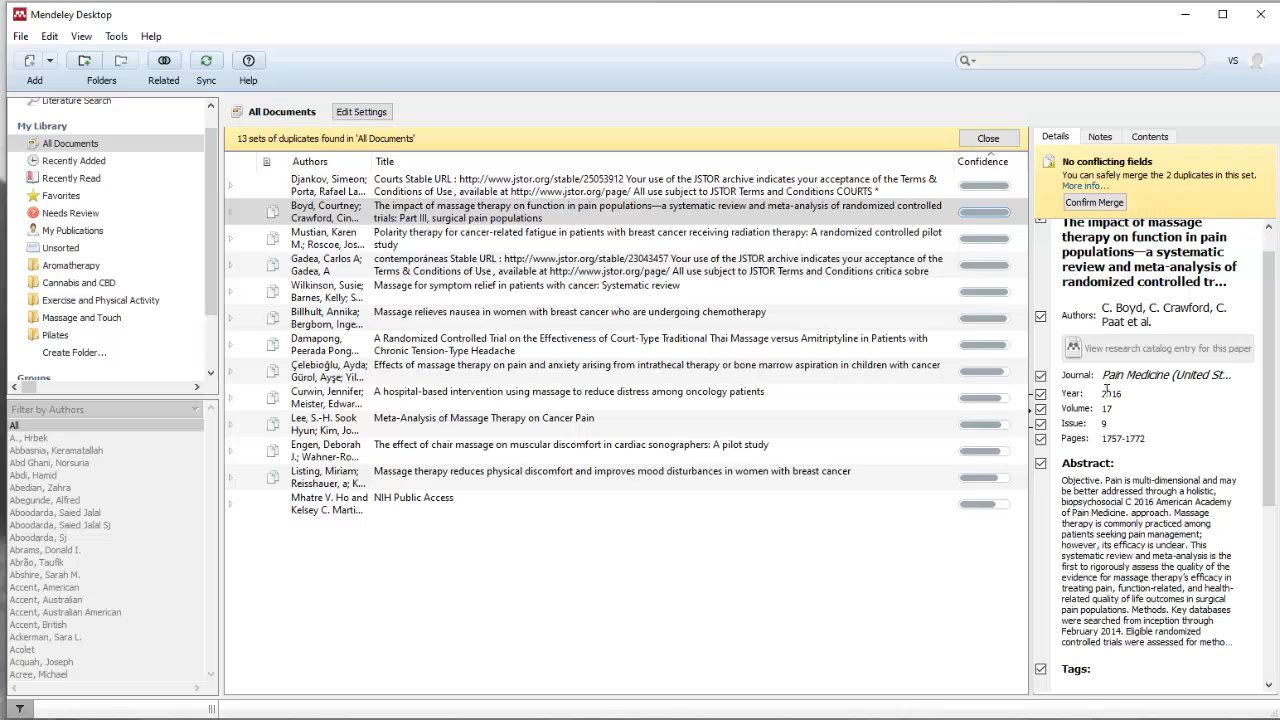 Mendeley Desktop
File Edit View Tools Help
Add Folders Related Sync Help
VS
Literature Search
My Library
All Documents
Recently Added
Recently Read
Favorites
Needs Review
My Publications
Unsorted
Aromatherapy
Cannabis and CBD
Exercise and Physical Activity
Massage and Touch
Pilates
Create Folder...
Groups
Filter by Authors
All
A., Hrbek
Abbasnia, Keramatallah
Abd Ghani, Norsuria
Abdi, Hamid
Abedian, Zahra
Abegunde, Alfred
Aboodarda, Saied Jalal
Aboodarda, Saied Jalal Sj
Aboodarda, Sj
Abrams, Donald I.
Abrão, Taufik
Abshire, Sarah M.
Accent, American
Accent, Australian
Accent, Australian American
Accent, British
Ackerman, Sara L.
Acolet
Acquah, Joseph
Acree, Michael
All Documents Edit Settings
13 sets of duplicates found in 'All Documents' Close
Authors Title Confidence
Djankov, Simeon; Courts Stable URL : http://www.jstor.org/stable/25053912 Your use of the JSTOR archive indicates your acceptance of the Terms &
Porta, Rafael La... Conditions of Use , available at http://www.jstor.org/page/ All use subject to JSTOR Terms and Conditions COURTS *
Boyd, Courtney; The impact of massage therapy on function in pain populations—a systematic review and meta-analysis of randomized controlled
Crawford, Cin... trials: Part III, surgical pain populations
Mustian, Karen Polarity therapy for cancer-related fatigue in patients with breast cancer receiving radiation therapy: A randomized controlled pilot
M.; Roscoe, Jos... study
Gadea, Carlos A; contemporáneas Stable URL : http://www.jstor.org/stable/23043457 Your use of the JSTOR archive indicates your acceptance of the
Gadea, A Terms & Conditions of Use , available at http://www.jstor.org/page/ All use subject to JSTOR Terms and Conditions critica sobre
Wilkinson, Susie; Massage for symptom relief in patients with cancer: Systematic review
Barnes, Kelly; S...
Billhult, Annika; Massage relieves nausea in women with breast cancer who are undergoing chemotherapy
Bergbom, Inge...
Damapong, A Randomized Controlled Trial on the Effectiveness of Court-Type Traditional Thai Massage versus Amitriptyline in Patients with
Peerada Pong... Chronic Tension-Type Headache
Çelebioğlu, Ayda; Effects of massage therapy on pain and anxiety arising from intrathecal therapy or bone marrow aspiration in children with cancer
Gürol, Ayşe; Yil...
Curwin, Jennifer; A hospital-based intervention using massage to reduce distress among oncology patients
Meister, Edwar...
Lee, S.-H. Sook Meta-Analysis of Massage Therapy on Cancer Pain
Hyun; Kim, Jo...
Engen, Deborah The effect of chair massage on muscular discomfort in cardiac sonographers: A pilot study
J.; Wahner-Ro...
Listing, Miriam; Massage therapy reduces physical discomfort and improves mood disturbances in women with breast cancer
Reisshauer, a; K...
Mhatre V. Ho and NIH Public Access
Kelsey C. Marti...
Details Notes Contents
No conflicting fields
You can safely merge the 2 duplicates in this set.
More info...
Confirm Merge
The impact of massage
therapy on function in pain
populations—a systematic
review and meta-analysis of
randomized controlled tr...
Authors: C. Boyd, C. Crawford, C.
Paat et al.
View research catalog entry for this paper
Journal: Pain Medicine (United St...
Year: 2016
Volume: 17
Issue: 9
Pages: 1757-1772
Abstract:
Objective. Pain is multi-dimensional and may
be better addressed through a holistic,
biopsychosocial C 2016 American Academy
of Pain Medicine. approach. Massage
therapy is commonly practiced among
patients seeking pain management;
however, its efficacy is unclear. This
systematic review and meta-analysis is the
first to rigorously assess the quality of the
evidence for massage therapy's efficacy in
treating pain, function-related, and health-
related quality of life outcomes in surgical
pain populations. Methods. Key databases
were searched from inception through
February 2014. Eligible randomized
controlled trials were assessed for metho...
Tags: